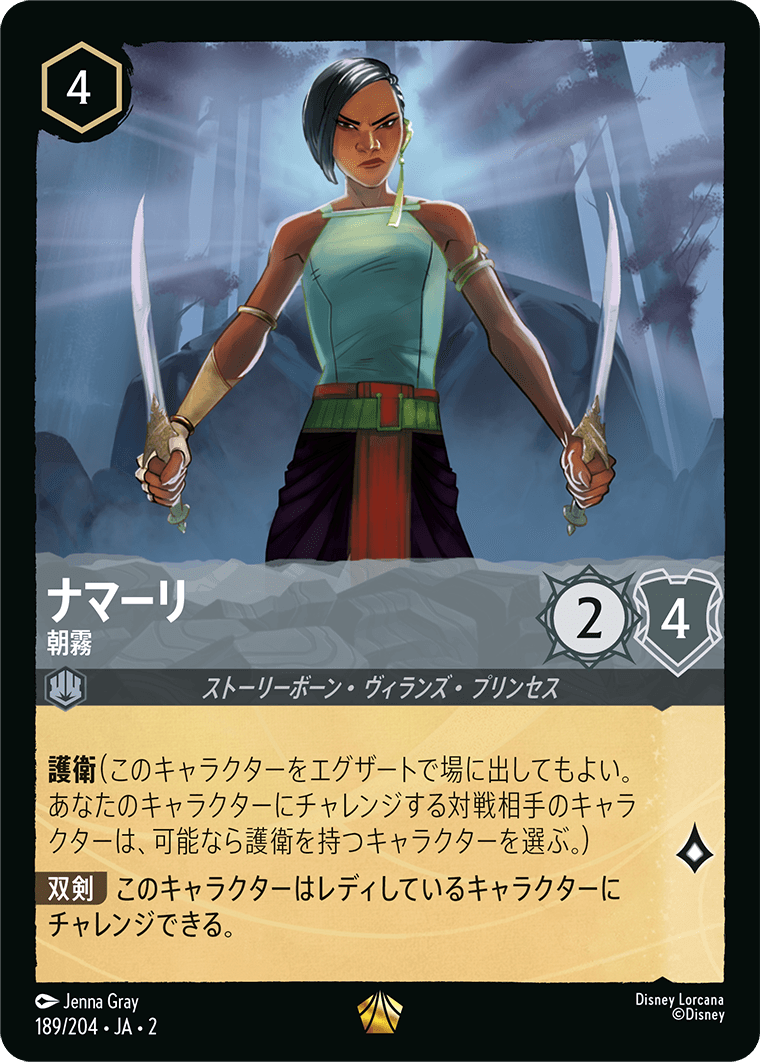 4
ナマーリ
朝霧
2
4
ストーリーボーン・ヴィランズ・プリンセス
護衛(このキャラクターをエグザートで場に出してもよい。
あなたのキャラクターにチャレンジする対戦相手のキャラ
クターは、可能なら護衛を持つキャラクターを選ぶ。)
双剣 このキャラクターはレディしているキャラクターに
チャレンジできる。
Jenna Gray
189/204・JA・2
Disney Lorcana
©Disney